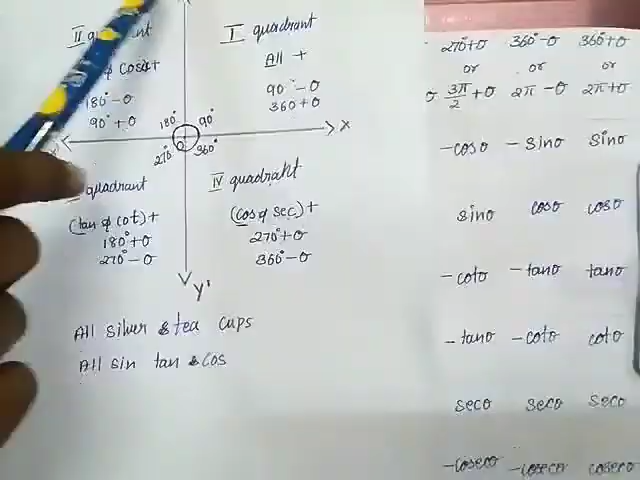 II
I quadrant
All +
90° - θ
360 + θ
& cosec +
180° - θ
90° + θ
180°
90°
270°
360°
X
quadrant
(tan & cot) +
180° + θ
270° - θ
IV quadrant
(cos & sec) +
270° + θ
360° - θ
Y'
All silver & tea cups
All sin tan & cos
270° + θ 360° - θ 360° + θ
or or or
3π/2 + θ 2π - θ 2π + θ
-cosθ -sinθ sinθ
sinθ cosθ cosθ
-cotθ -tanθ tanθ
-tanθ -cotθ cotθ
secθ secθ
-secθ -cosecθ cosecθ